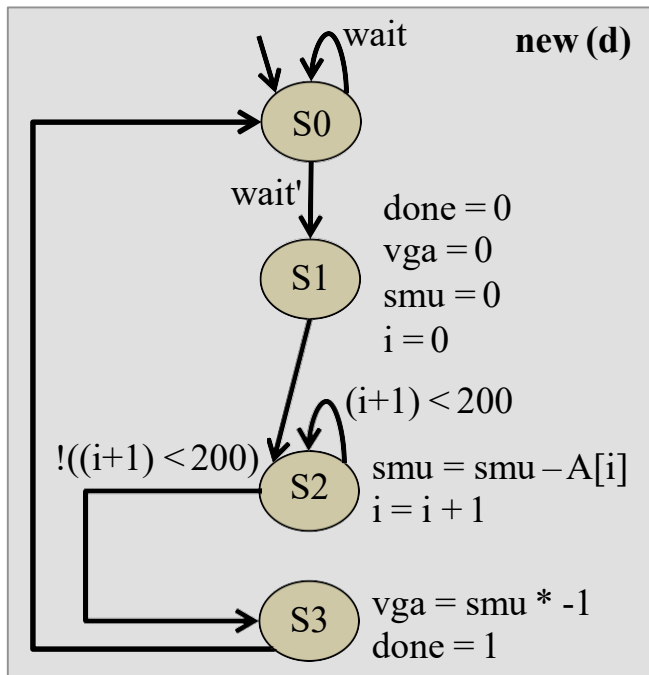 wait
new (d)
S0
wait'
done = 0
vga = 0
S1
smu = 0
i = 0
(i+1) < 200
!((i+1) < 200)
S2
smu = smu – A[i]
i = i + 1
S3
vga = smu * -1
done = 1